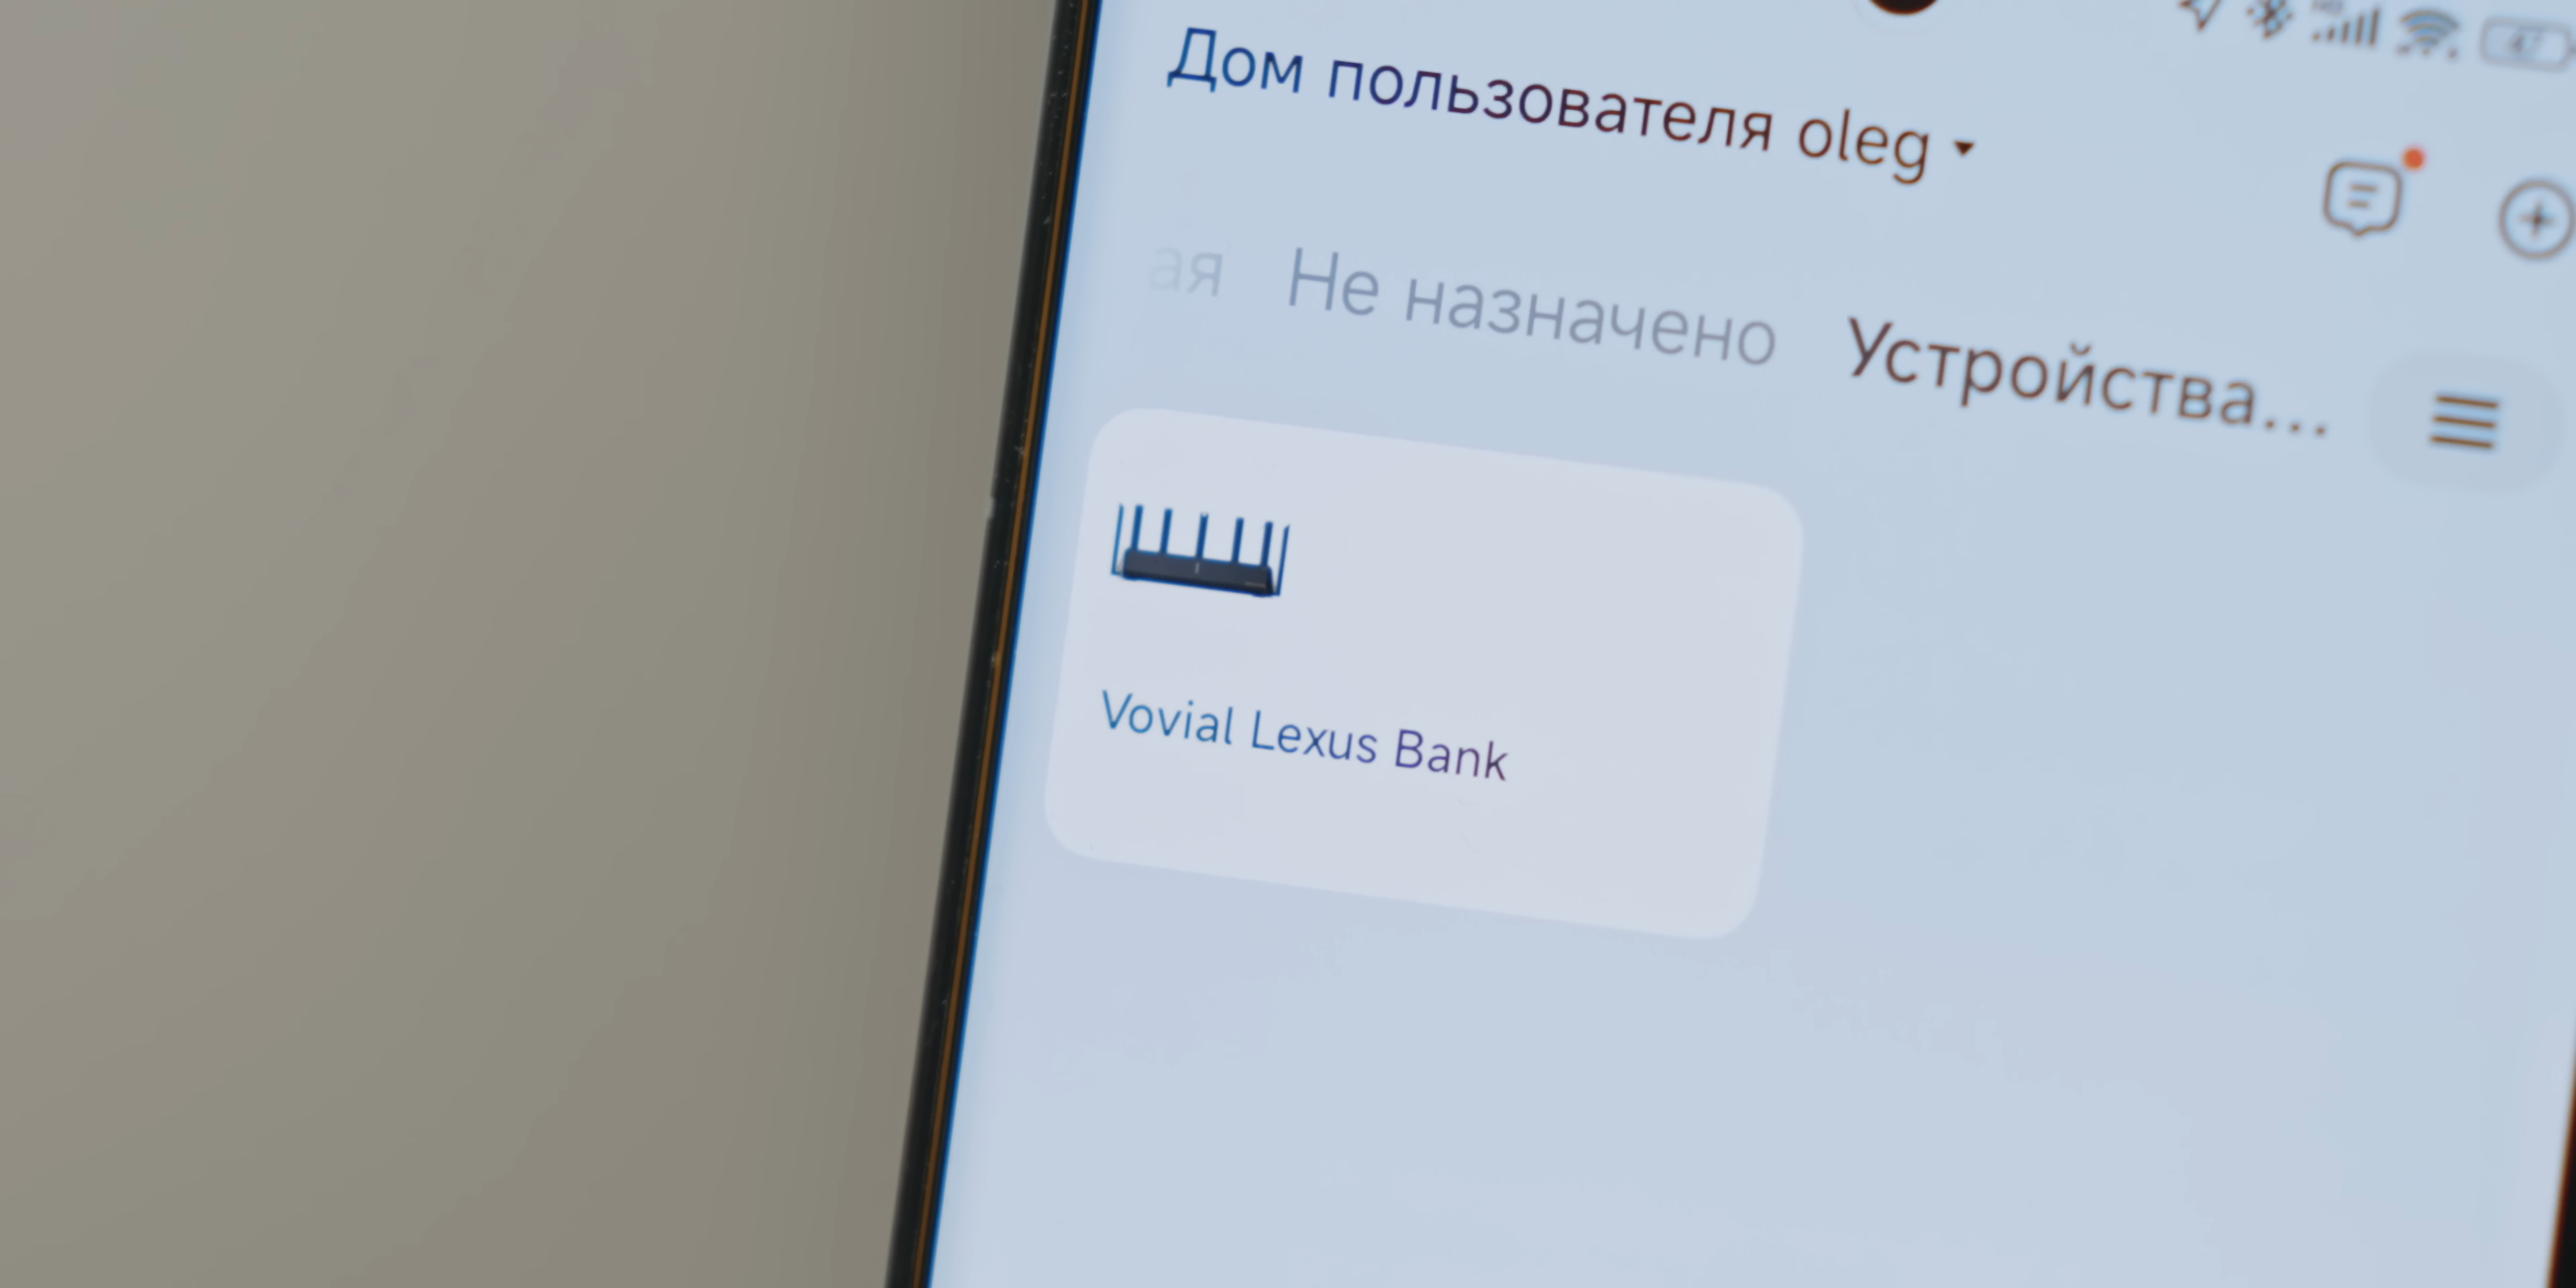 Дом пользователя oleg
ая Не назначено Устройства...
Vovial Lexus Bank